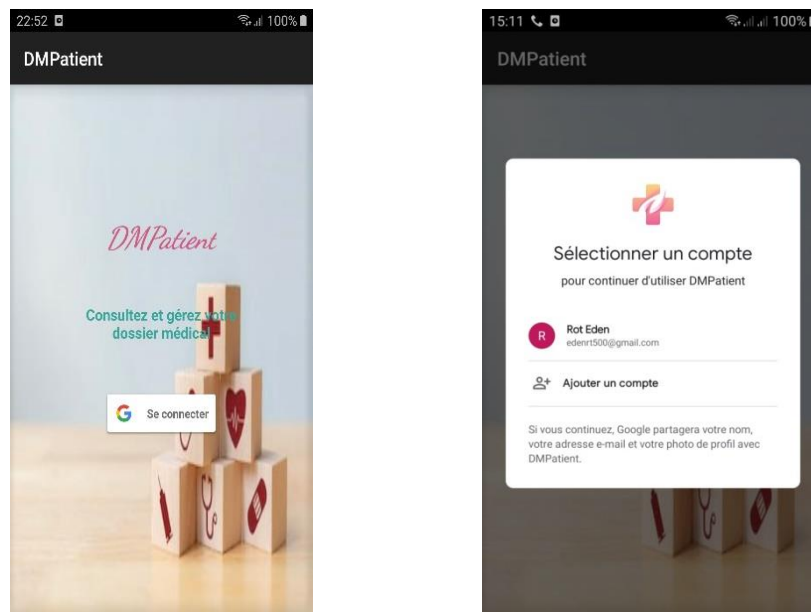 22:52
100%
DMPatient
DMPatient
Consultez et gérez votre
dossier médical
Se connecter
15:11
100%
DMPatient
Sélectionner un compte
pour continuer d'utiliser DMPatient
R
Rot Eden
edenrt500@gmail.com
Ajouter un compte
Si vous continuez, Google partagera votre nom,
votre adresse e-mail et votre photo de profil avec
DMPatient.